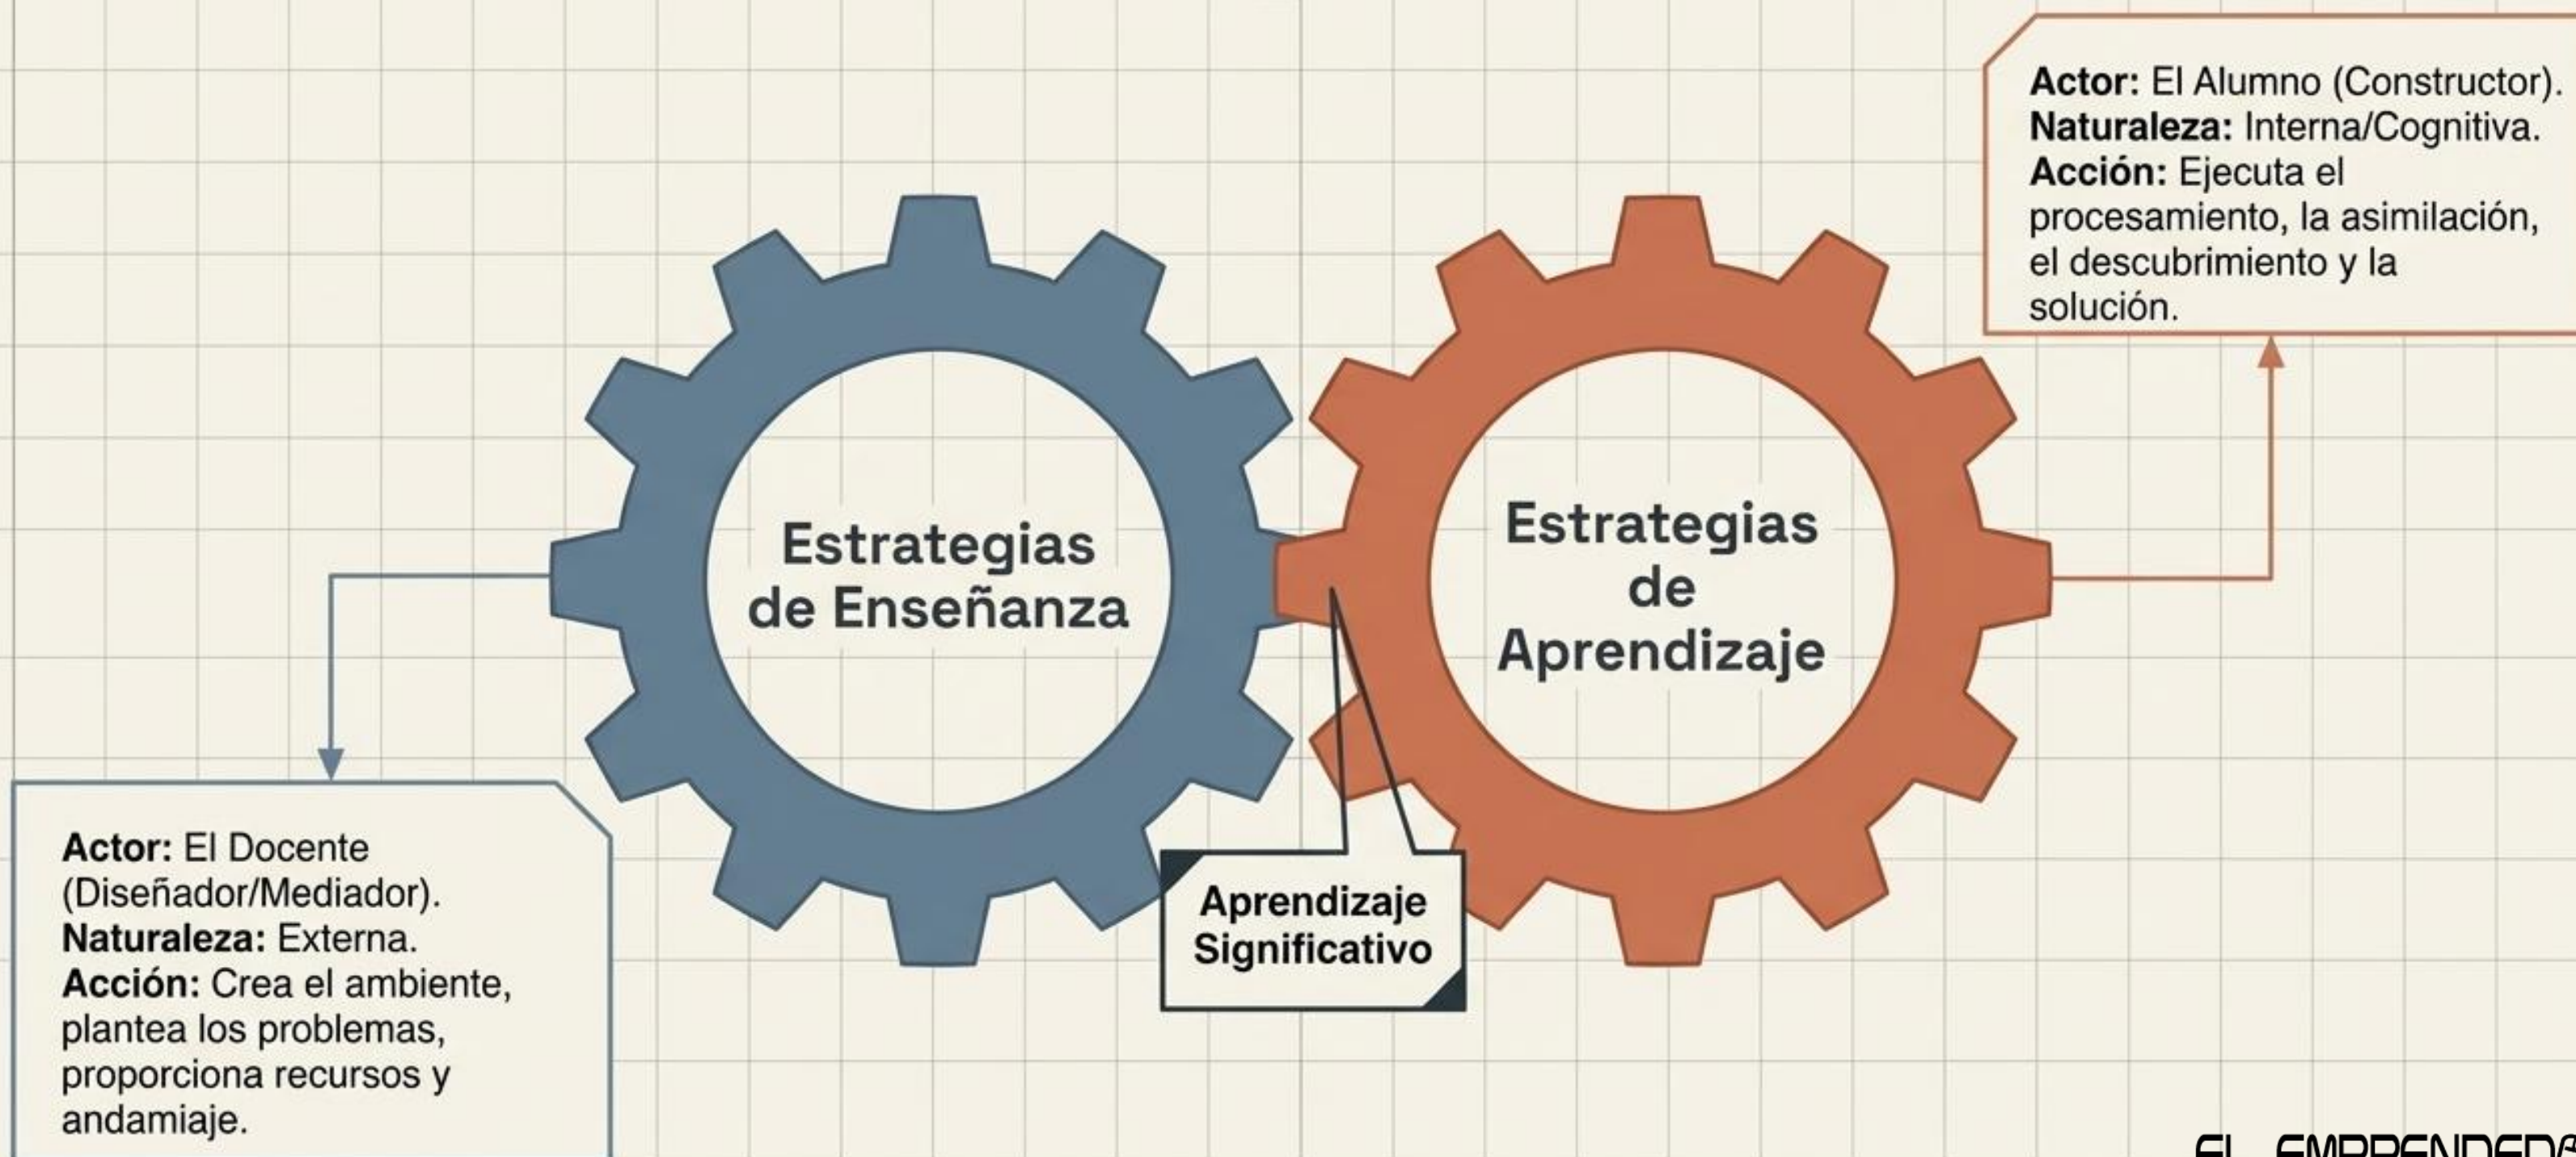 Actor: El Alumno (Constructor).
Naturaleza: Interna/Cognitiva.
Acción: Ejecuta el
procesamiento, la asimilación,
el descubrimiento y la
solución.
Estrategias
de Enseñanza
Estrategias
de
Aprendizaje
Aprendizaje
Significativo
Actor: El Docente
(Diseñador/Mediador).
Naturaleza: Externa.
Acción: Crea el ambiente,
plantea los problemas,
proporciona recursos y
andamiaje.
EL